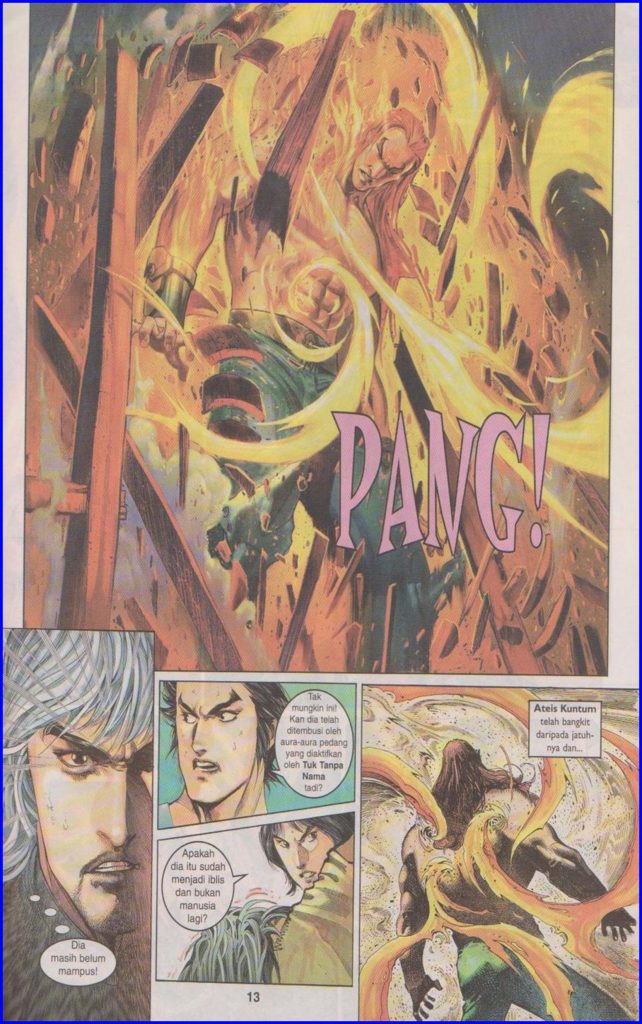 PANG!
Dia
masih belum
mampus!
Tak
mungkin ini!
Kan dia telah
ditembusi oleh
aura-aura pedang
yang diaktifkan
oleh Tuk Tanpa
Nama
tadi?
Apakah
dia itu sudah
menjadi iblis
dan bukan
manusia
lagi?
Ateis Kuntum
telah bangkit
daripada jatuh-
nya dan...
13